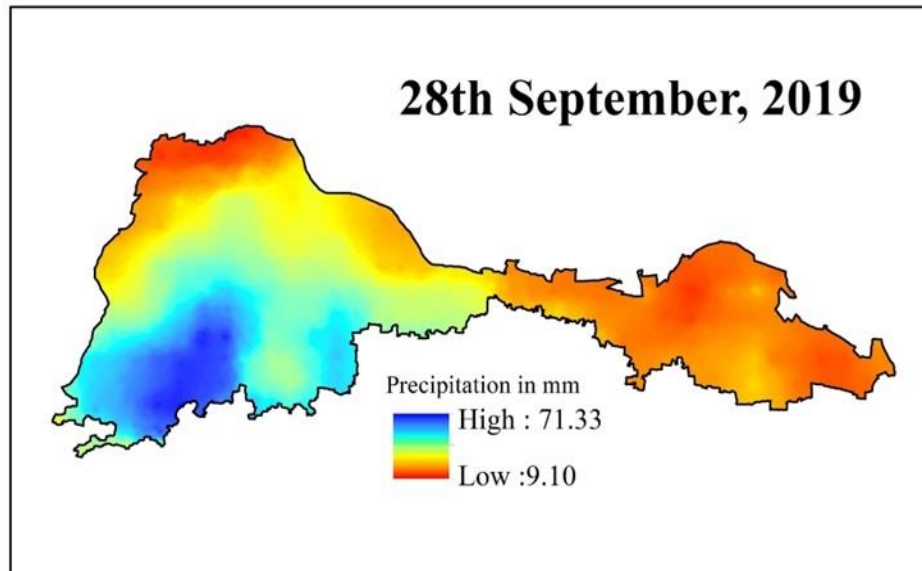 28th September, 2019
Precipitation in mm
High : 71.33
Low :9.10